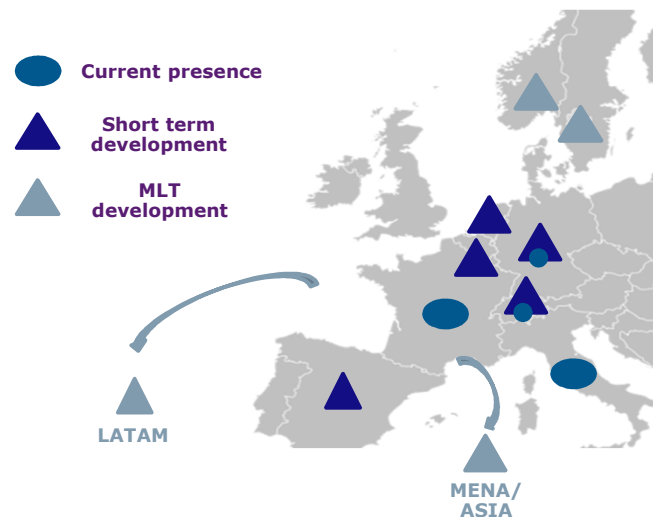 Current presence
Short term
development
MLT
development
LATAM
MENA/
ASIA